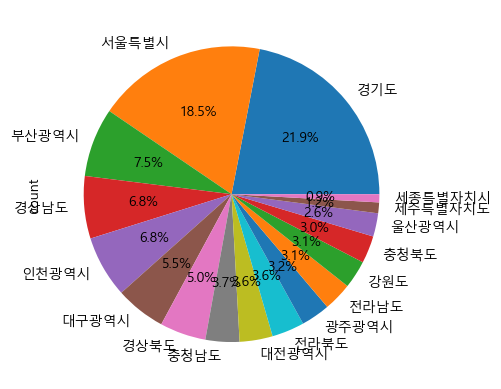 경기도
21.9%
서울특별시
18.5%
부산광역시
7.5%
경상남도
6.8%
인천광역시
6.8%
대구광역시
5.5%
경상북도
5.0%
충청남도
3.7%
대전광역시
3.6%
전라북도
3.6%
광주광역시
3.2%
전라남도
3.1%
강원도
3.1%
충청북도
3.0%
울산광역시
2.6%
제주특별자치도
1.2%
세종특별자치시
0.9%
count